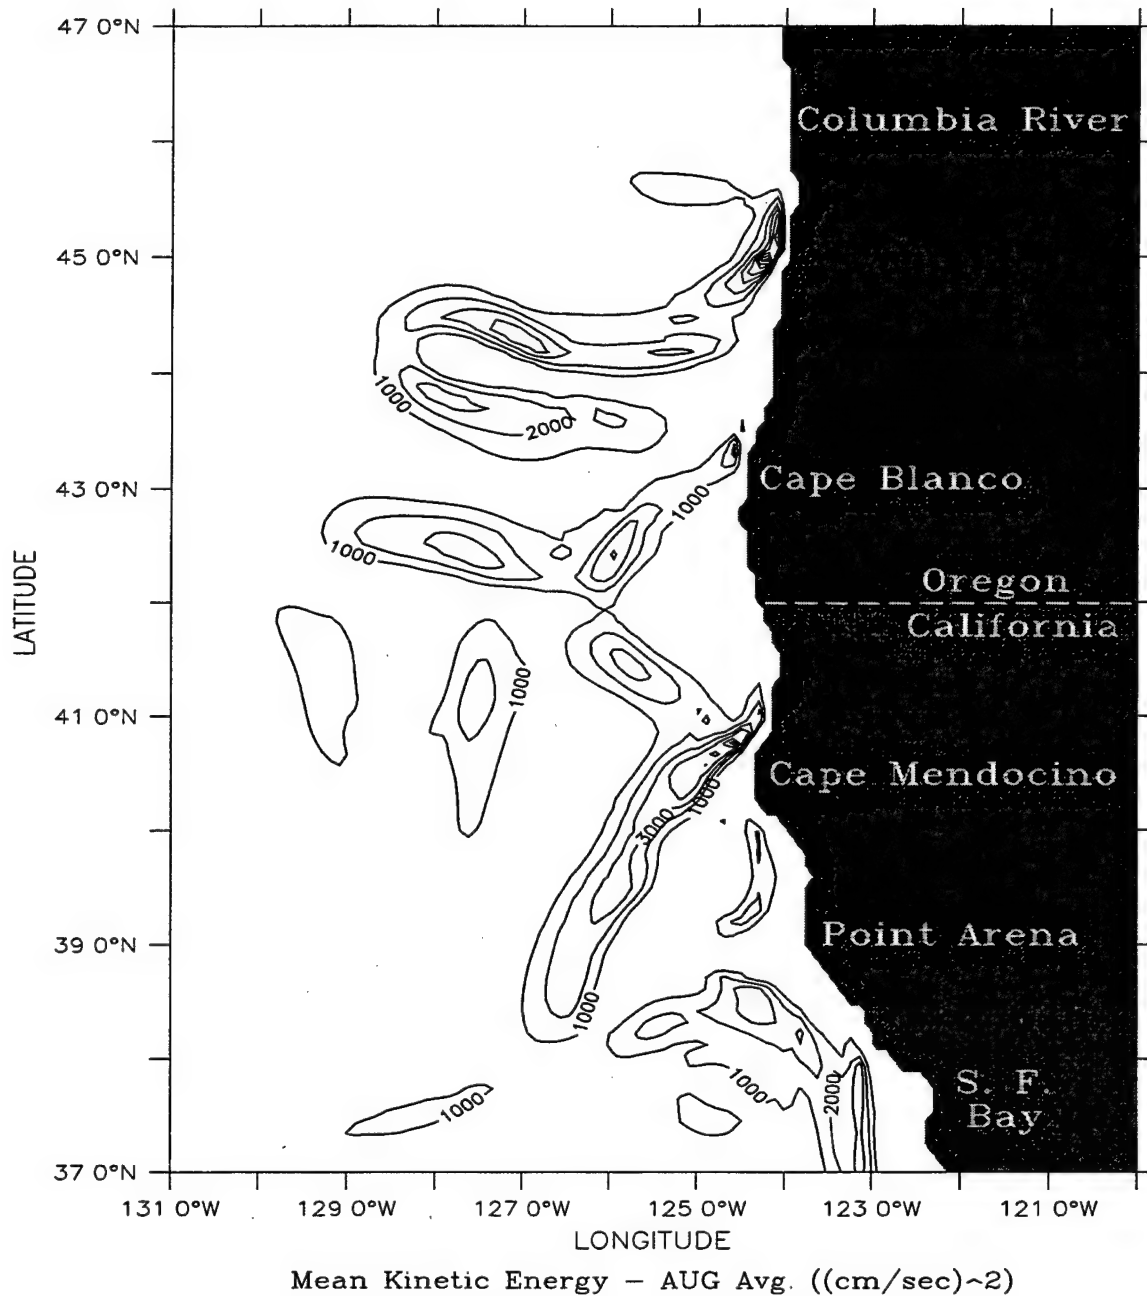 47 0°N
Columbia River
45 0°N
1000
2000
43 0°N
Cape Blanco
1000
1000
Oregon
California
LATITUDE
1000
41 0°N
Cape Mendocino
1000
3000
39 0°N
Point Arena
1000
1000
1000
2000
S. F.
Bay
37 0°N
131 0°W
129 0°W
127 0°W
125 0°W
123 0°W
121 0°W
LONGITUDE
Mean Kinetic Energy – AUG Avg. ((cm/sec)~2)